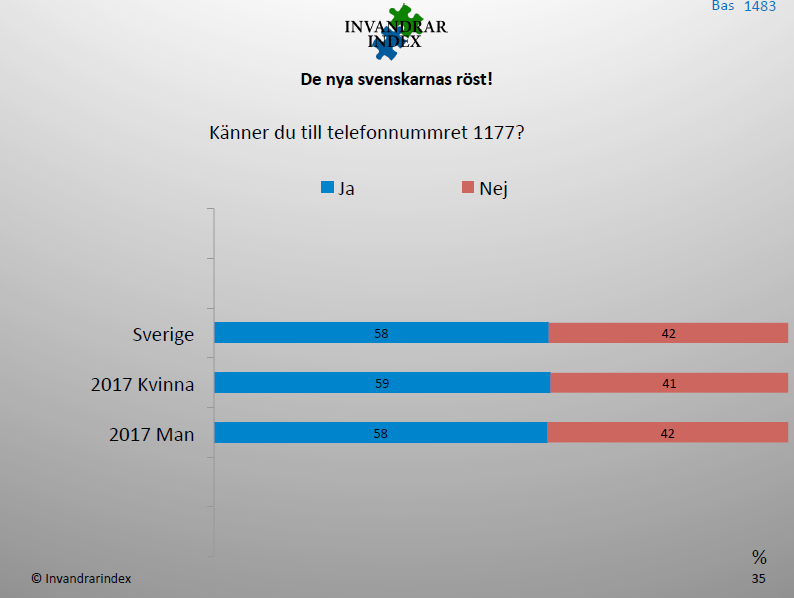 Bas 1483
INVANDRAR
INDEX
De nya svenskarnas röst!
Känner du till telefonnummret 1177?
Ja Nej
Sverige 58 42
2017 Kvinna 59 41
2017 Man 58 42
%
© Invandrarindex 35